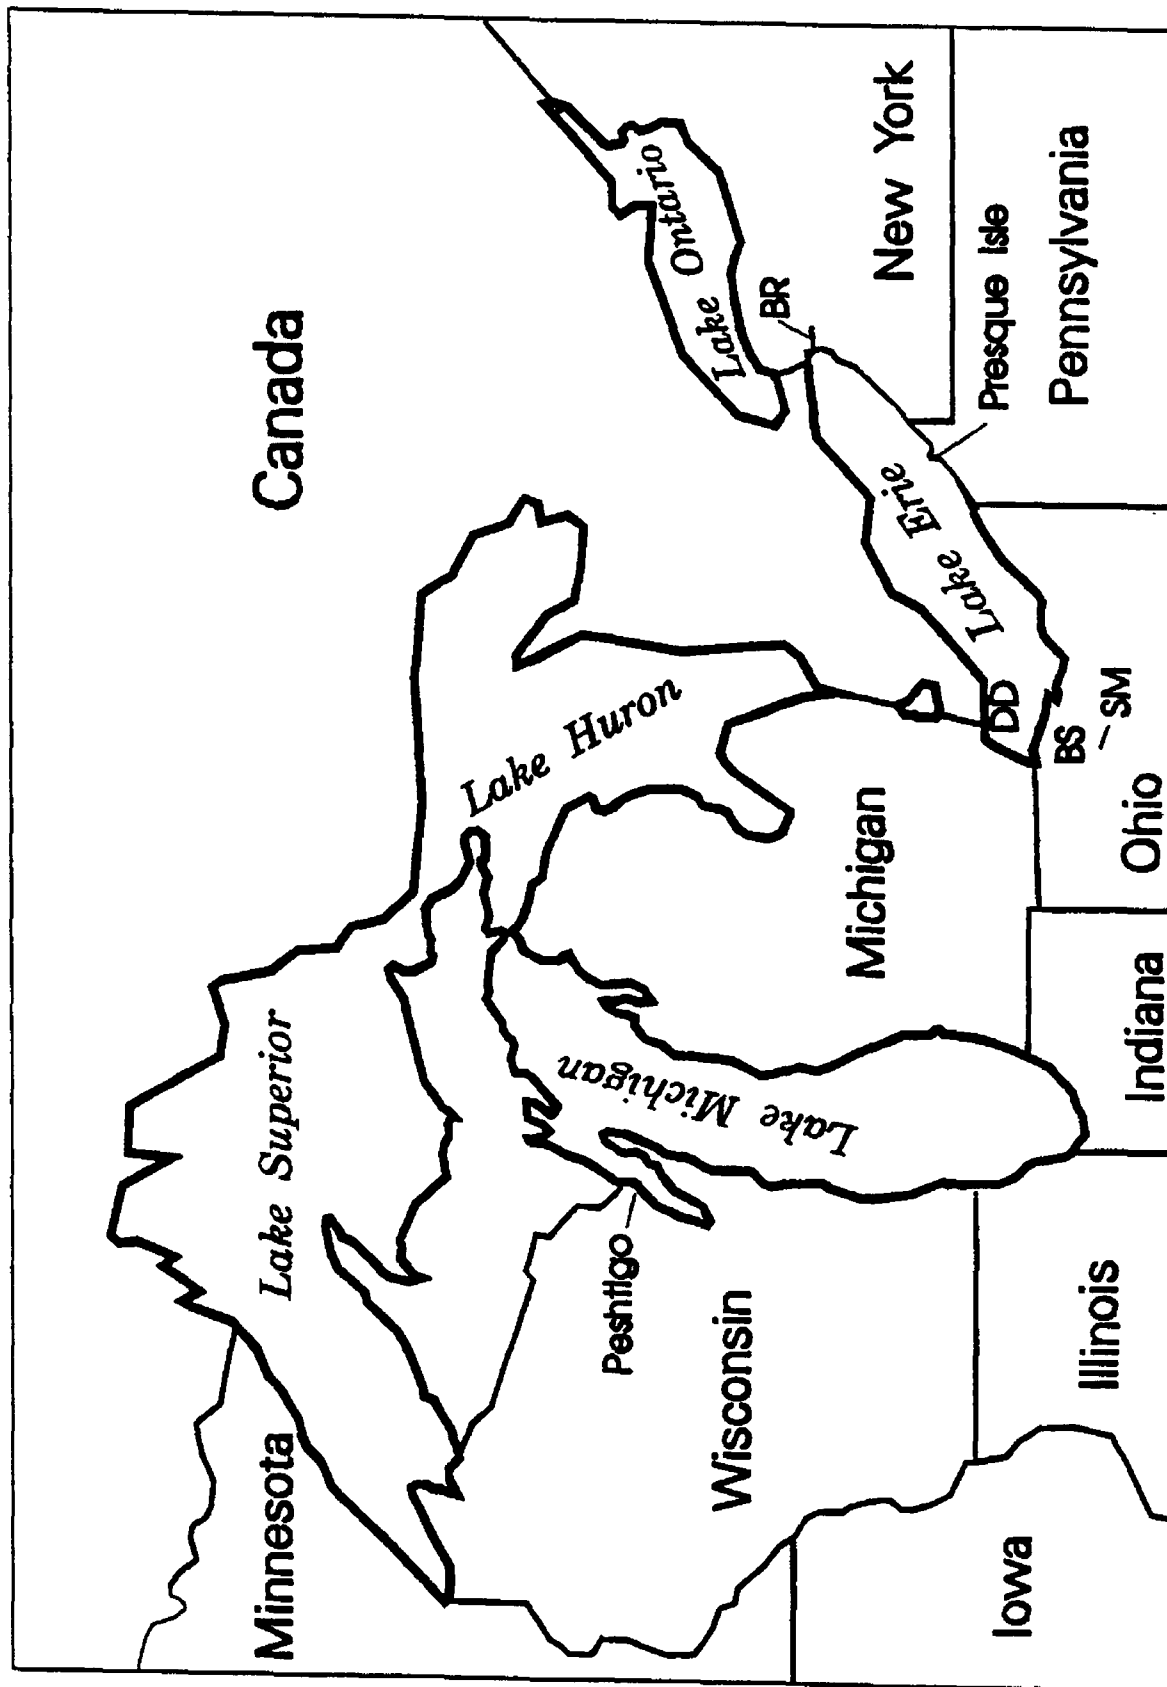 Canada
Minnesota
Lake Superior
Lake Huron
Lake Ontario
Peshtigo
Lake Michigan
BR
New York
Wisconsin
Michigan
Lake Erie
DD
Presque Isle
BS
SM
Pennsylvania
Iowa
Illinois
Indiana
Ohio